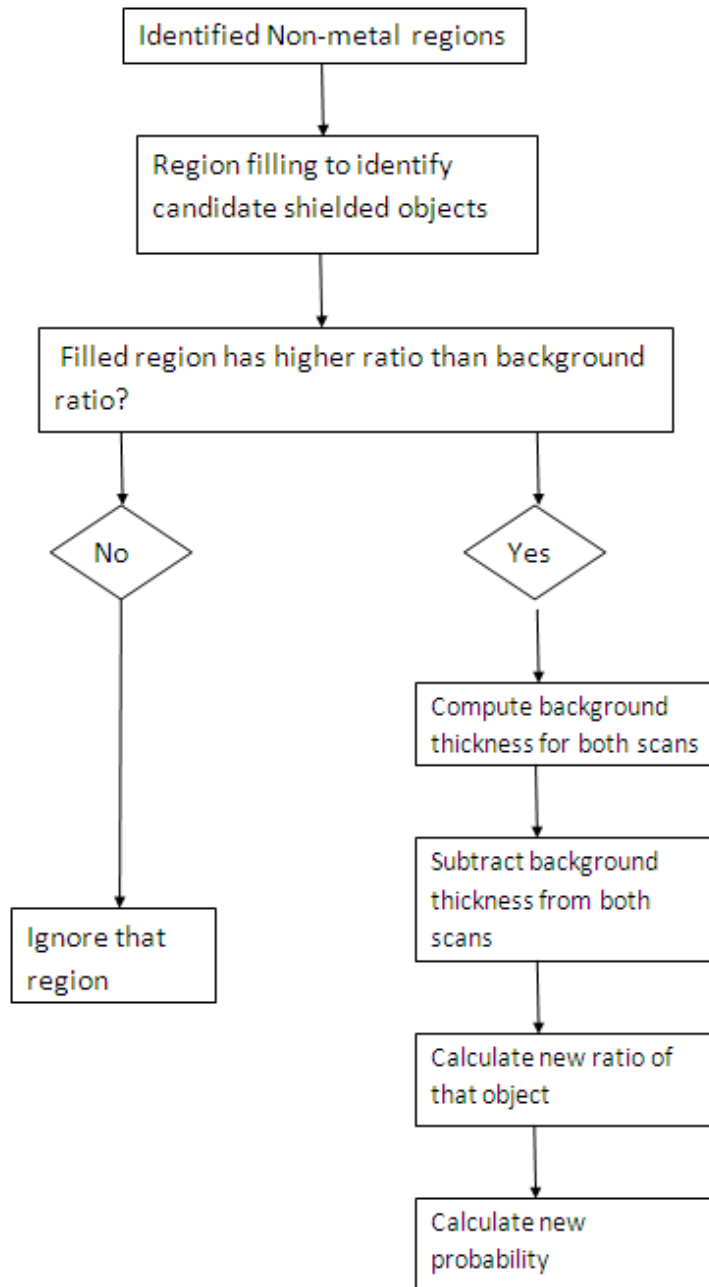 Identified Non-metal regions
Region filling to identify
candidate shielded objects
Filled region has higher ratio than background
ratio?
No
Yes
Compute background
thickness for both scans
Subtract background
thickness from both
scans
Ignore that
region
Calculate new ratio of
that object
Calculate new
probability